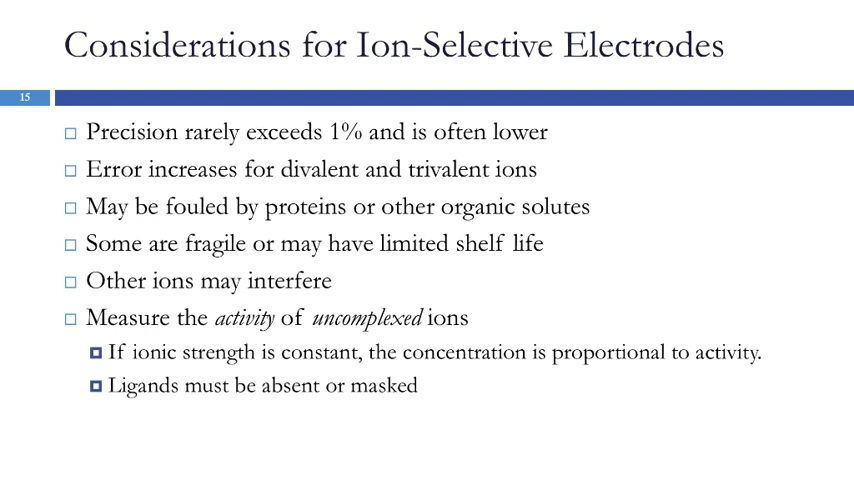 Considerations for Ion-Selective Electrodes
15
Precision rarely exceeds 1% and is often lower
Error increases for divalent and trivalent ions
May be fouled by proteins or other organic solutes
Some are fragile or may have limited shelf life
Other ions may interfere
Measure the activity of uncomplexed ions
If ionic strength is constant, the concentration is proportional to activity.
Ligands must be absent or masked